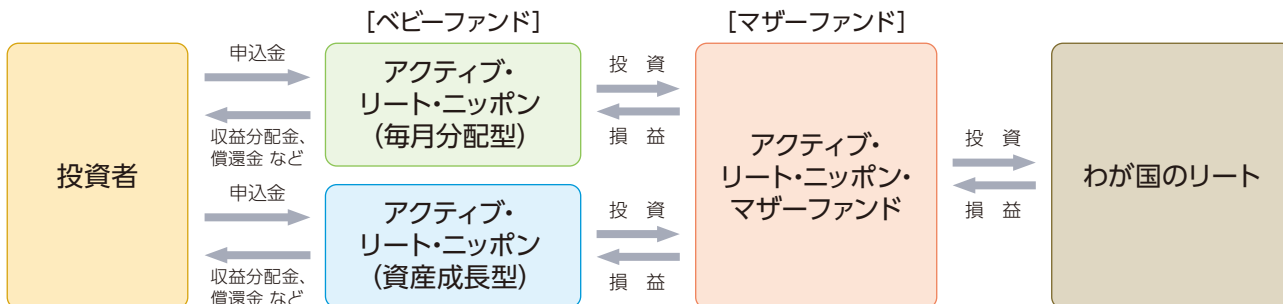 [ベビーファンド]
[マザーファンド]
投資者
申込金
収益分配金、
償還金 など
申込金
収益分配金、
償還金 など
アクティブ・
リート・ニッポン
(毎月分配型)
アクティブ・
リート・ニッポン
(資産成長型)
投 資
損 益
投 資
損 益
アクティブ・
リート・ニッポン・
マザーファンド
投 資
損 益
わが国のリート